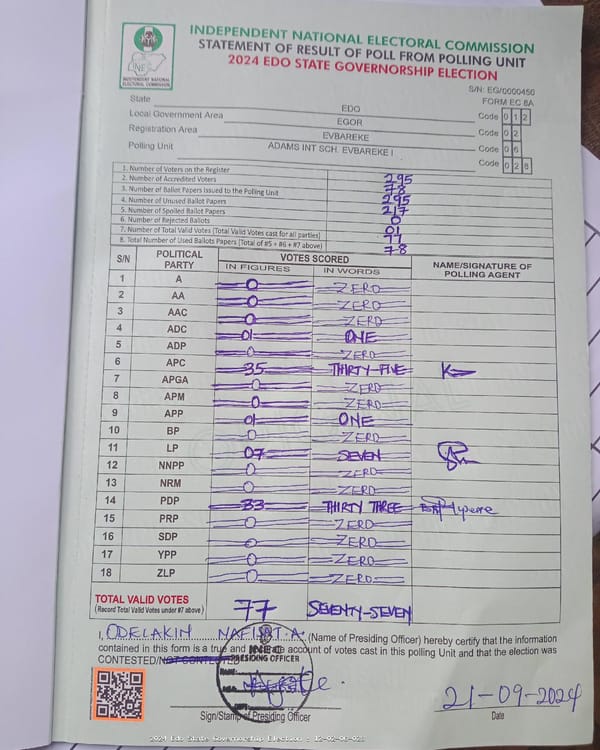 INDEPENDENT NATIONAL ELECTORAL COMMISSION
STATEMENT OF RESULT OF POLL FROM POLLING UNIT
2024 EDO STATE GOVERNORSHIP ELECTION
INDEPENDENT NATIONAL ELECTORAL COMMISSION
S/N: EG/0000450
FORM EC 8A
State EDO Code 0 1 2
Local Government Area EGOR Code 0 2
Registration Area EVBAREKE Code 0 6
Polling Unit ADAMS INT SCH. EVBAREKE I Code 0 2 8
1. Number of Voters on the Register 295
2. Number of Accredited Voters 78
3. Number of Ballot Papers Issued to the Polling Unit 295
4. Number of Unused Ballot Papers 217
5. Number of Spoiled Ballot Papers 0
6. Number of Rejected Ballots 01
7. Number of Total Valid Votes (Total Valid Votes cast for all parties) 77
8. Total Number of Used Ballots Papers (Total of #5 + #6 + #7 above) 78
S/N POLITICAL PARTY VOTES SCORED NAME/SIGNATURE OF POLLING AGENT
IN FIGURES IN WORDS
1 A 0 ZERO
2 AA 0 ZERO
3 AAC 0 ZERO
4 ADC 01 ONE
5 ADP 0 ZERO
6 APC 35 THIRTY-FIVE
7 APGA 0 ZERO
8 APM 0 ZERO
9 APP 01 ONE
10 BP 0 ZERO
11 LP 07 SEVEN
12 NNPP 0 ZERO
13 NRM 0 ZERO
14 PDP 33 THIRTY THREE
15 PRP 0 ZERO
16 SDP 0 ZERO
17 YPP 0 ZERO
18 ZLP 0 ZERO
TOTAL VALID VOTES 77 SEVENTY-SEVEN
(Record Total Valid Votes under #7 above)
I, ODELAKIN NAFISAT. A. (Name of Presiding Officer) hereby certify that the information
contained in this form is a true and account of votes cast in this polling Unit and that the election was
CONTESTED/NOT CONTESTED
INEC
PRESIDING OFFICER
21-09-2024
Sign/Stamp of Presiding Officer Date
2024 Edo State Governorship Election : 12-02-06-028